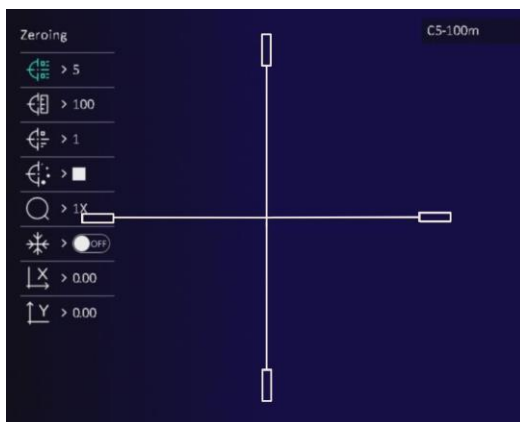 Zeroing
C5-100m
> 5
> 100
> 1
>
> 1X
> OFF
X > 0.00
Y > 0.00